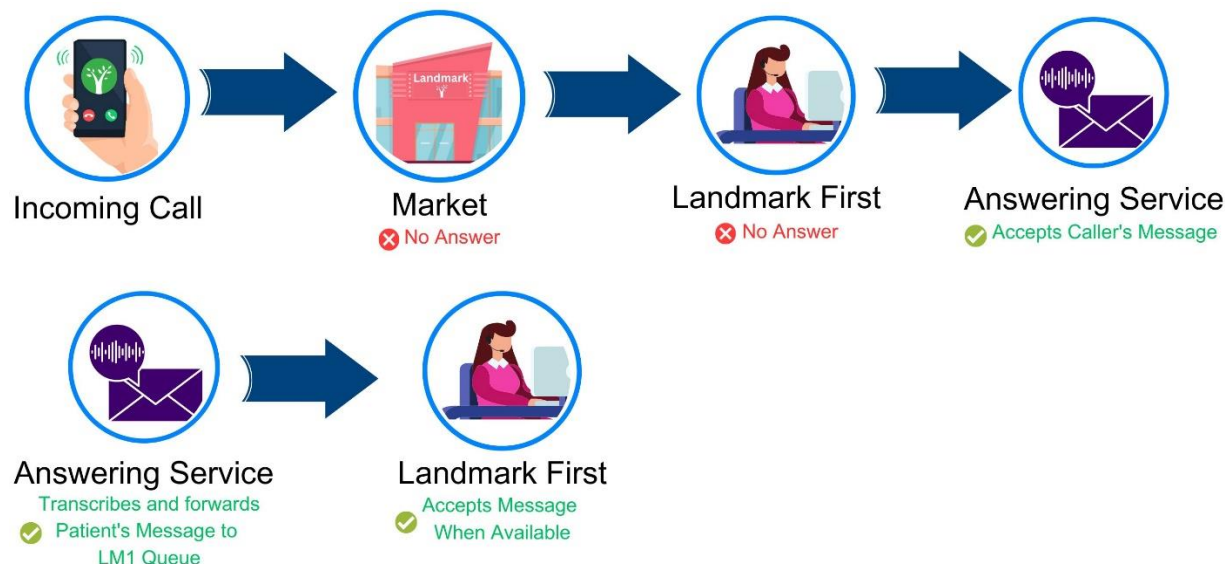 Landmark
Incoming Call
Market
No Answer
Landmark First
No Answer
Answering Service
Accepts Caller's Message
Answering Service
Transcribes and forwards
Patient's Message to
LM1 Queue
Landmark First
Accepts Message
When Available